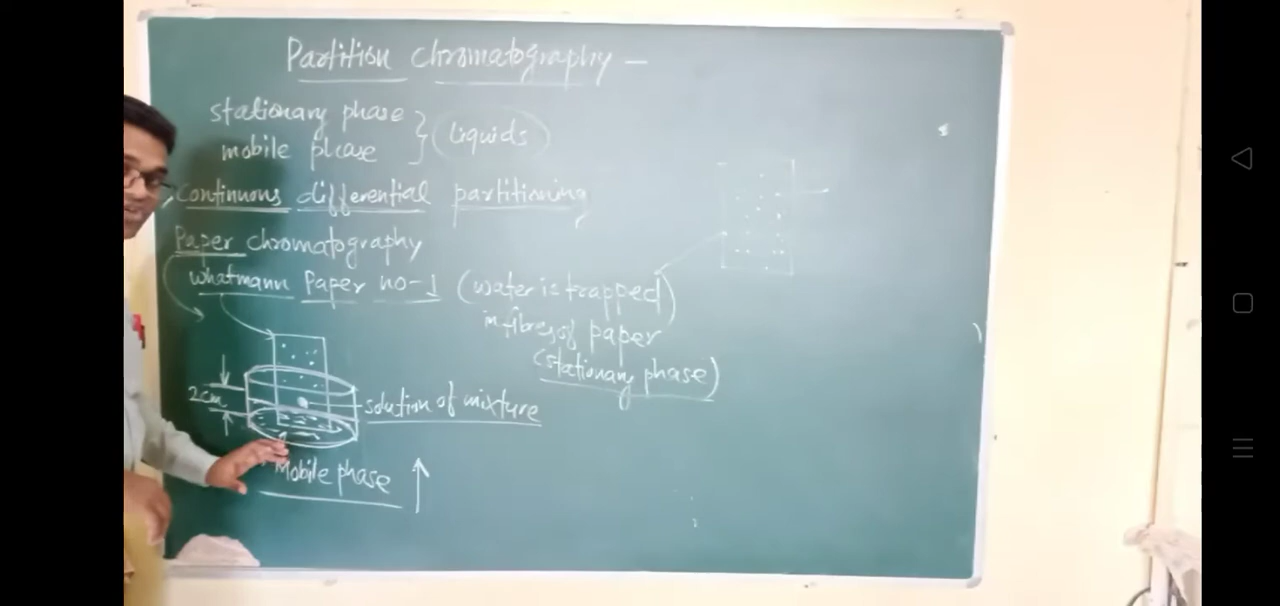 Partition Chromatography –
stationary phase
mobile phase
} liquids
Continuous differential partitioning
Paper chromatography
whatmann Paper no-1 (water is trapped)
in fibres of paper
(stationary phase)
2cm
solution of mixture
Mobile phase ↑